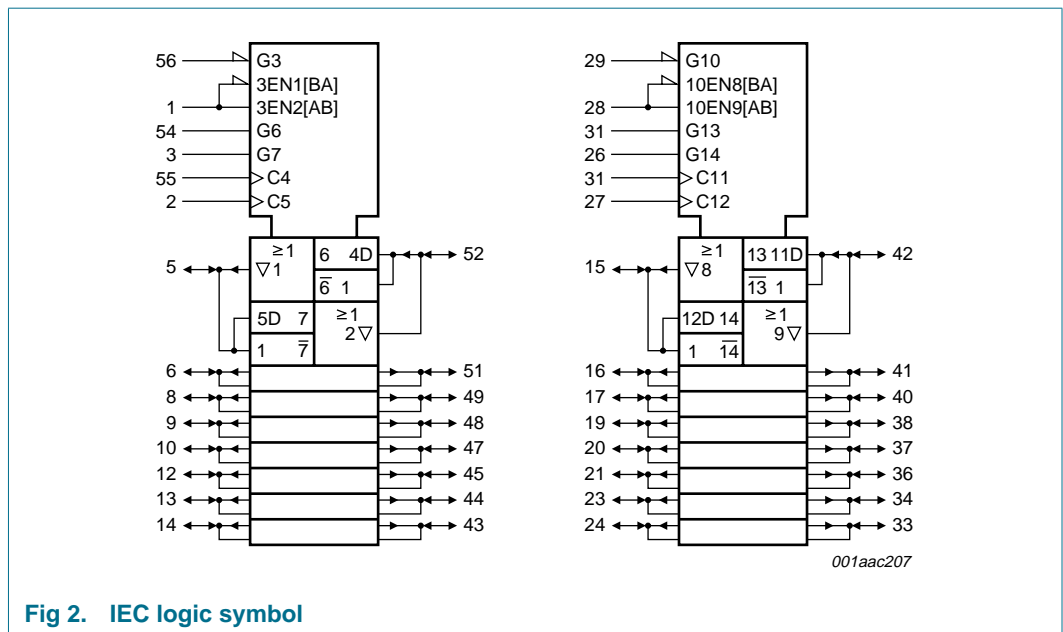 56 G3 29 G10
3EN1[BA] 10EN8[BA]
1 3EN2[AB] 28 10EN9[AB]
54 G6 31 G13
3 G7 26 G14
55 C4 31 C11
2 C5 27 C12
≥1 6 4D 52 ≥1 13 11D 42
5 ▽1 15 ▽8
6̅ 1 1̅3̅ 1
5D 7 ≥1 12D 14 ≥1
2▽ 9▽
1 7̅ 1 1̅4̅
6 51 16 41
8 49 17 40
9 48 19 38
10 47 20 37
12 45 21 36
13 44 23 34
14 43 24 33
001aac207
Fig 2. IEC logic symbol